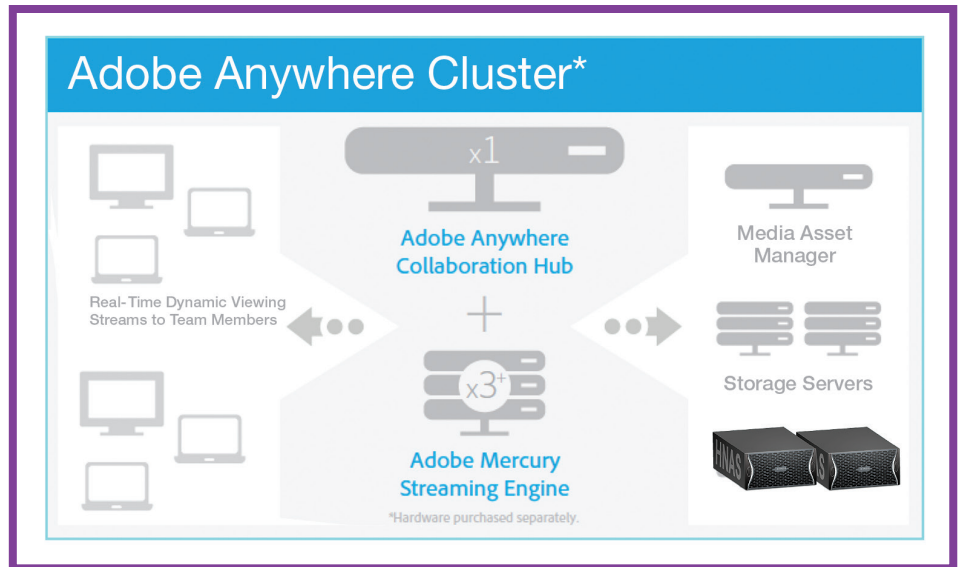 Adobe Anywhere Cluster*
Real-Time Dynamic Viewing
Streams to Team Members
x1
Adobe Anywhere
Collaboration Hub
+
x3+
Adobe Mercury
Streaming Engine
*Hardware purchased separately.
Media Asset
Manager
Storage Servers
HNAS
S